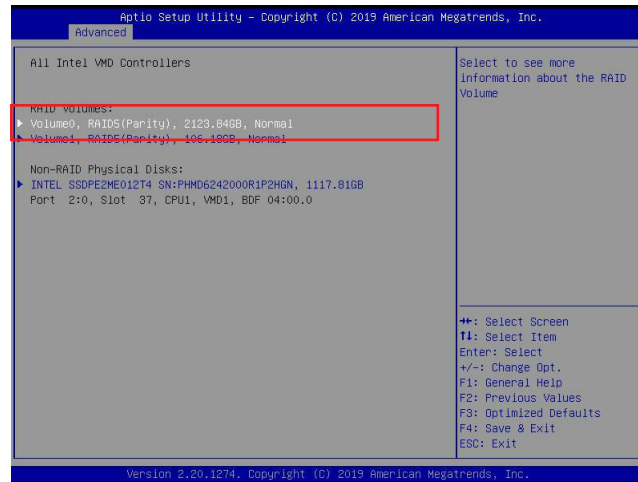 Aptio Setup Utility – Copyright (C) 2019 American Megatrends, Inc.
Advanced
All Intel VMD Controllers
RAID Volumes:
Volume0, RAID5(Parity), 2123.84GB, Normal
Volume1, RAID5(Parity), 106.18GB, Normal
Non-RAID Physical Disks:
INTEL SSDPE2ME012T4 SN:PHMD6242000R1P2HGN, 1117.81GB
Port 2:0, Slot 37, CPU1, VMD1, BDF 04:00.0
Select to see more
information about the RAID
Volume
→←: Select Screen
↑↓: Select Item
Enter: Select
+/-: Change Opt.
F1: General Help
F2: Previous Values
F3: Optimized Defaults
F4: Save & Exit
ESC: Exit
Version 2.20.1274. Copyright (C) 2019 American Megatrends, Inc.